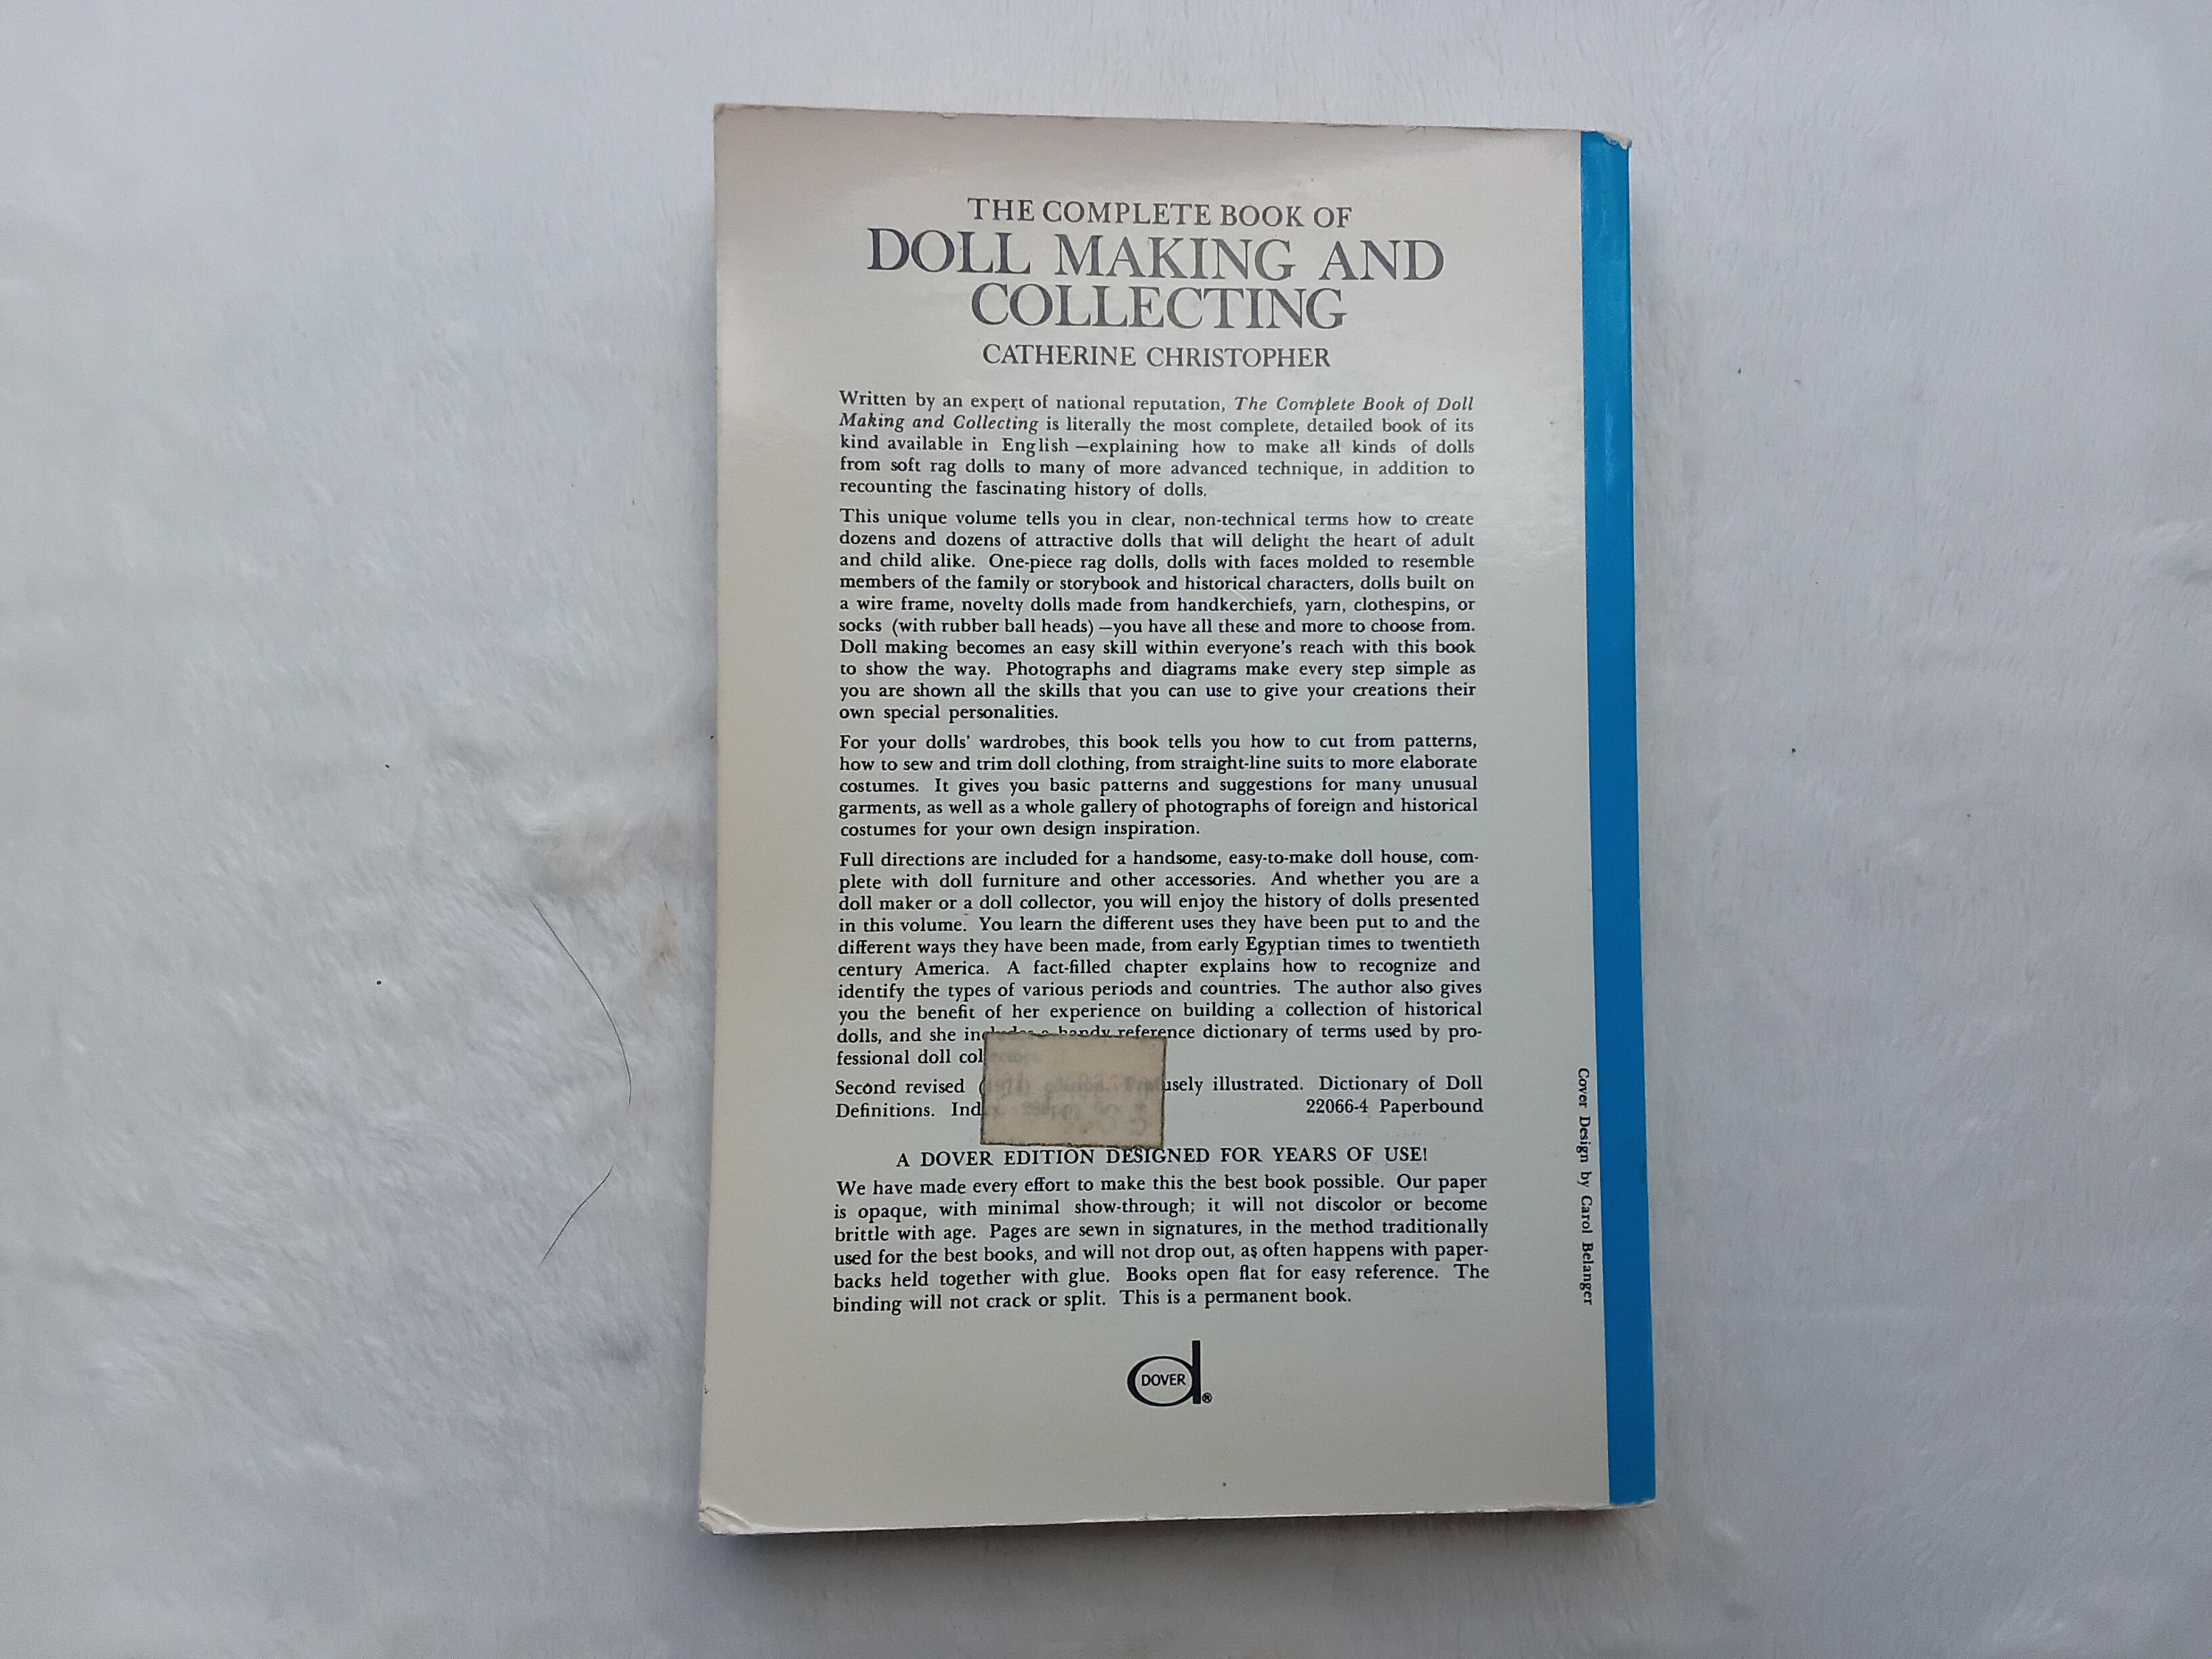 THE COMPLETE BOOK OF
DOLL MAKING AND
COLLECTING
CATHERINE CHRISTOPHER
Written by an expert of national reputation, The Complete Book of Doll
Making and Collecting is literally the most complete, detailed book of its
kind available in English—explaining how to make all kinds of dolls
from soft rag dolls to many of more advanced technique, in addition to
recounting the fascinating history of dolls.
This unique volume tells you in clear, non-technical terms how to create
dozens and dozens of attractive dolls that will delight the heart of adult
and child alike. One-piece rag dolls, dolls with faces molded to resemble
members of the family or storybook and historical characters, dolls built on
a wire frame, novelty dolls made from handkerchiefs, yarn, clothespins, or
socks (with rubber ball heads)—you have all these and more to choose from.
Doll making becomes an easy skill within everyone's reach with this book
to show the way. Photographs and diagrams make every step simple as
you are shown all the skills that you can use to give your creations their
own special personalities.
For your dolls' wardrobes, this book tells you how to cut from patterns,
how to sew and trim doll clothing, from straight-line suits to more elaborate
costumes. It gives you basic patterns and suggestions for many unusual
garments, as well as a whole gallery of photographs of foreign and historical
costumes for your own design inspiration.
Full directions are included for a handsome, easy-to-make doll house, com-
plete with doll furniture and other accessories. And whether you are a
doll maker or a doll collector, you will enjoy the history of dolls presented
in this volume. You learn the different uses they have been put to and the
different ways they have been made, from early Egyptian times to twentieth
century America. A fact-filled chapter explains how to recognize and
identify the types of various periods and countries. The author also gives
you the benefit of her experience on building a collection of historical
dolls, and she includes a handy reference dictionary of terms used by pro-
fessional doll
Second revised illustrated. Dictionary of Doll
Definitions. 22066-4 Paperbound
A DOVER EDITION DESIGNED FOR YEARS OF USE!
We have made every effort to make this the best book possible. Our paper
is opaque, with minimal show-through; it will not discolor or become
brittle with age. Pages are sewn in signatures, in the method traditionally
used for the best books, and will not drop out, as often happens with paper-
backs held together with glue. Books open flat for easy reference. The
binding will not crack or split. This is a permanent book.
DOVER
Cover Design by Carol Belanger